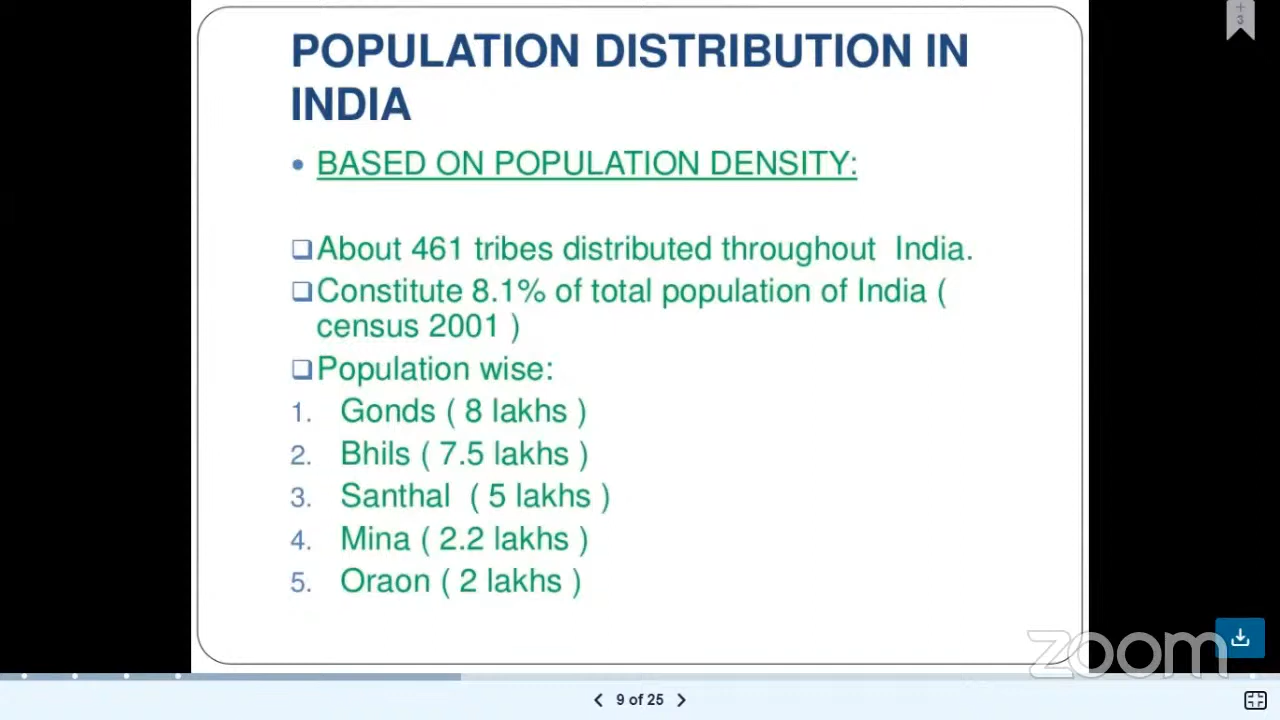 POPULATION DISTRIBUTION IN
INDIA
• BASED ON POPULATION DENSITY:
❑About 461 tribes distributed throughout India.
❑Constitute 8.1% of total population of India (
census 2001 )
❑Population wise:
1. Gonds ( 8 lakhs )
2. Bhils ( 7.5 lakhs )
3. Santhal ( 5 lakhs )
4. Mina ( 2.2 lakhs )
5. Oraon ( 2 lakhs )
+
3
zoom
9 of 25